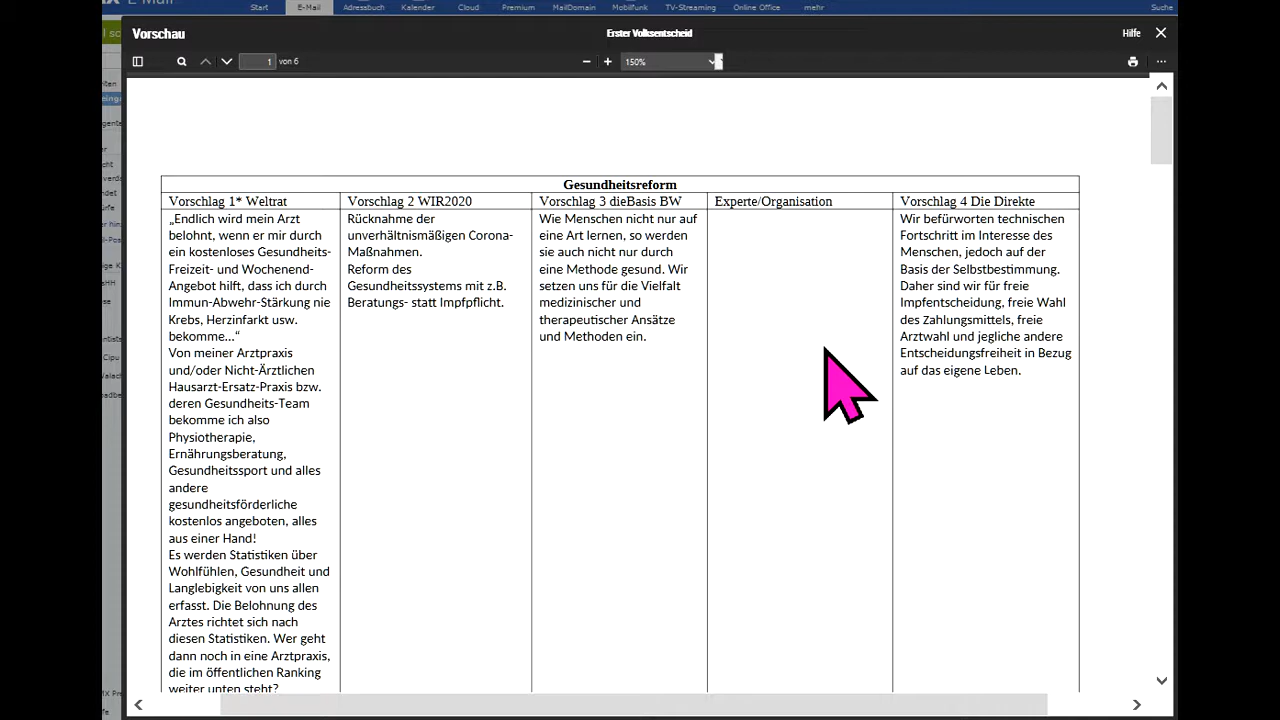 Start E-Mail Adressbuch Kalender Cloud Premium MailDomain Mobilfunk TV-Streaming Online Office mehr Suche
Vorschau Erster Volksentscheid Hilfe
1 von 6 150%
Gesundheitsreform
Vorschlag 1* Weltrat
„Endlich wird mein Arzt
belohnt, wenn er mir durch
ein kostenloses Gesundheits-
Freizeit- und Wochenend-
Angebot hilft, dass ich durch
Immun-Abwehr-Stärkung nie
Krebs, Herzinfarkt usw.
bekomme...“
Von meiner Arztpraxis
und/oder Nicht-Ärztlichen
Hausarzt-Ersatz-Praxis bzw.
deren Gesundheits-Team
bekomme ich also
Physiotherapie,
Ernährungsberatung,
Gesundheitssport und alles
andere
gesundheitsförderliche
kostenlos angeboten, alles
aus einer Hand!
Es werden Statistiken über
Wohlfühlen, Gesundheit und
Langlebigkeit von uns allen
erfasst. Die Belohnung des
Arztes richtet sich nach
diesen Statistiken. Wer geht
dann noch in eine Arztpraxis,
die im öffentlichen Ranking
weiter unten steht?
Vorschlag 2 WIR2020
Rücknahme der
unverhältnismäßigen Corona-
Maßnahmen.
Reform des
Gesundheitssystems mit z.B.
Beratungs- statt Impfpflicht.
Vorschlag 3 dieBasis BW
Wie Menschen nicht nur auf
eine Art lernen, so werden
sie auch nicht nur durch
eine Methode gesund. Wir
setzen uns für die Vielfalt
medizinischer und
therapeutischer Ansätze
und Methoden ein.
Experte/Organisation
Vorschlag 4 Die Direkte
Wir befürworten technischen
Fortschritt im Interesse des
Menschen, jedoch auf der
Basis der Selbstbestimmung.
Daher sind wir für freie
Impfentscheidung, freie Wahl
des Zahlungsmittels, freie
Arztwahl und jegliche andere
Entscheidungsfreiheit in Bezug
auf das eigene Leben.